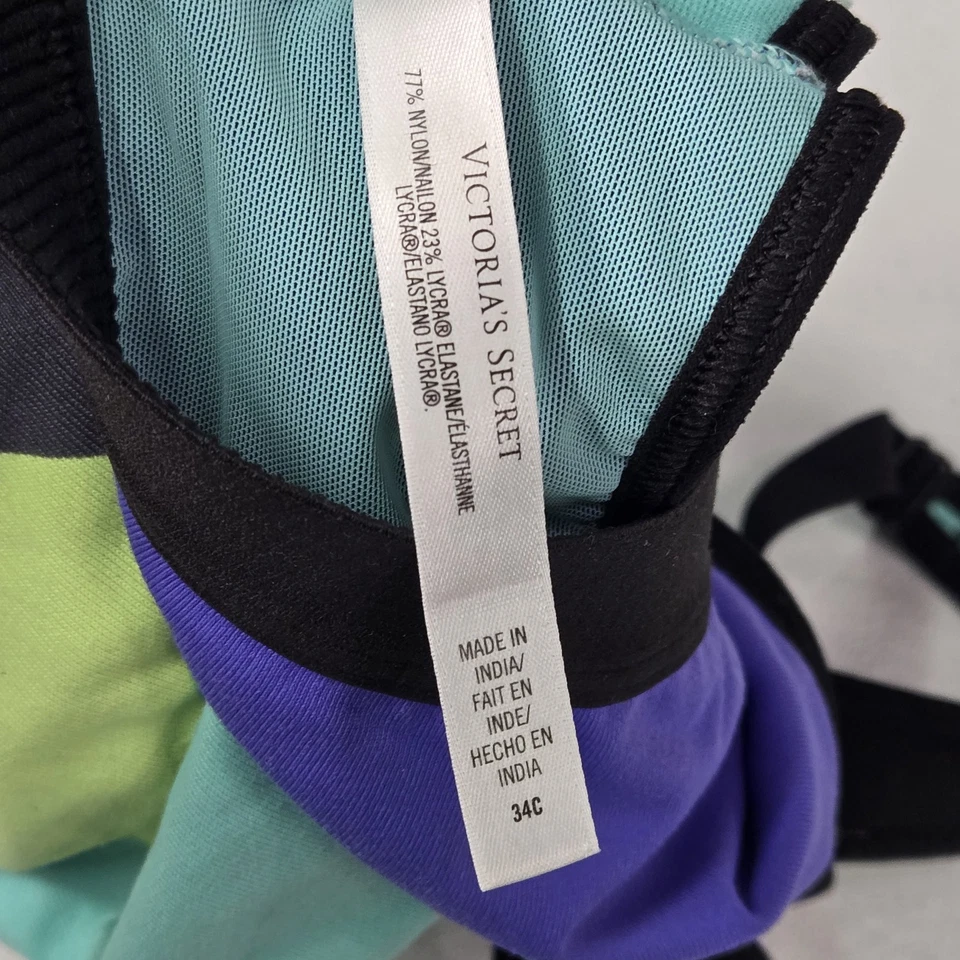 VICTORIA'S SECRET
77% NYLON/NAILON 23% LYCRA® ELASTANE/ÉLASTHANNE
LYCRA®/ELASTANO LYCRA®.
MADE IN
INDIA/
FAIT EN
INDE/
HECHO EN
INDIA
34C